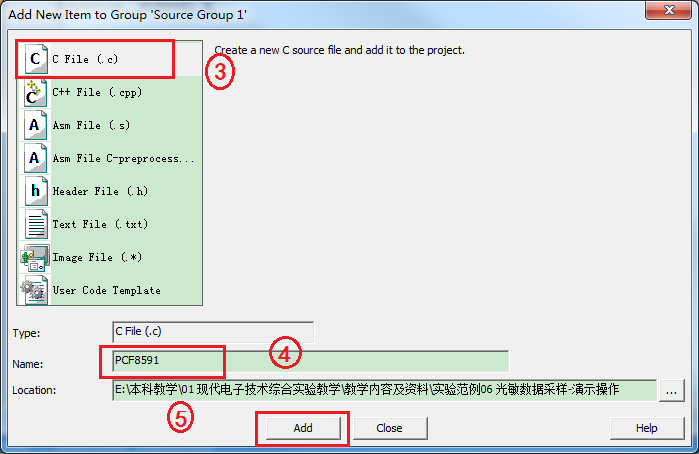 Add New Item to Group 'Source Group 1'
C File (.c)
Create a new C source file and add it to the project.
③
C++ File (.cpp)
Asm File (.s)
Asm File C-preprocess...
Header File (.h)
Text File (.txt)
Image File (.*)
User Code Template
Type:
C File (.c)
Name:
PCF8591
④
Location:
E:\本科教学\01 现代电子技术综合实验教学\教学内容及资料\实验范例06 光敏数据采样-演示操作
...
⑤
Add
Close
Help